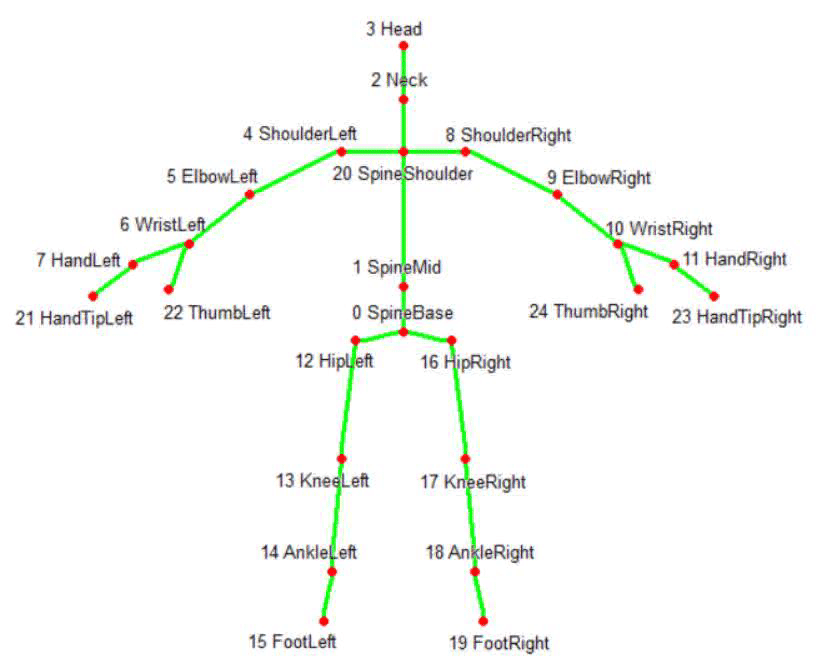 3 Head
2 Neck
4 ShoulderLeft
8 ShoulderRight
20 SpineShoulder
5 ElbowLeft
9 ElbowRight
6 WristLeft
10 WristRight
7 HandLeft
11 HandRight
1 SpineMid
21 HandTipLeft
22 ThumbLeft
0 SpineBase
24 ThumbRight
23 HandTipRight
12 HipLeft
16 HipRight
13 KneeLeft
17 KneeRight
14 AnkleLeft
18 AnkleRight
15 FootLeft
19 FootRight